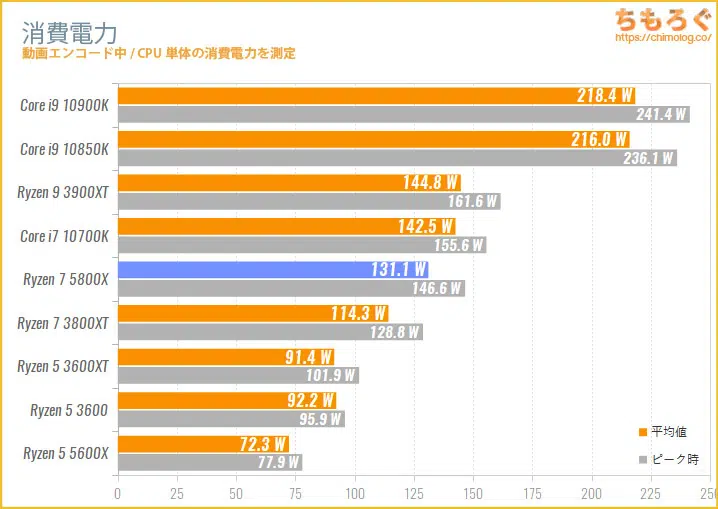 消費電力
ちもろぐ
動画エンコード中 / CPU 単体の消費電力を測定
https://chimolog.co/
Core i9 10900K
218.4 W
241.4 W
Core i9 10850K
216.0 W
236.1 W
Ryzen 9 3900XT
144.8 W
161.6 W
Core i7 10700K
142.5 W
155.6 W
Ryzen 7 5800X
131.1 W
146.6 W
Ryzen 7 3800XT
114.3 W
128.8 W
Ryzen 5 3600XT
91.4 W
101.9 W
Ryzen 5 3600
92.2 W
95.9 W
Ryzen 5 5600X
72.3 W
77.9 W
平均値
ピーク時
0 25 50 75 100 125 150 175 200 225 250